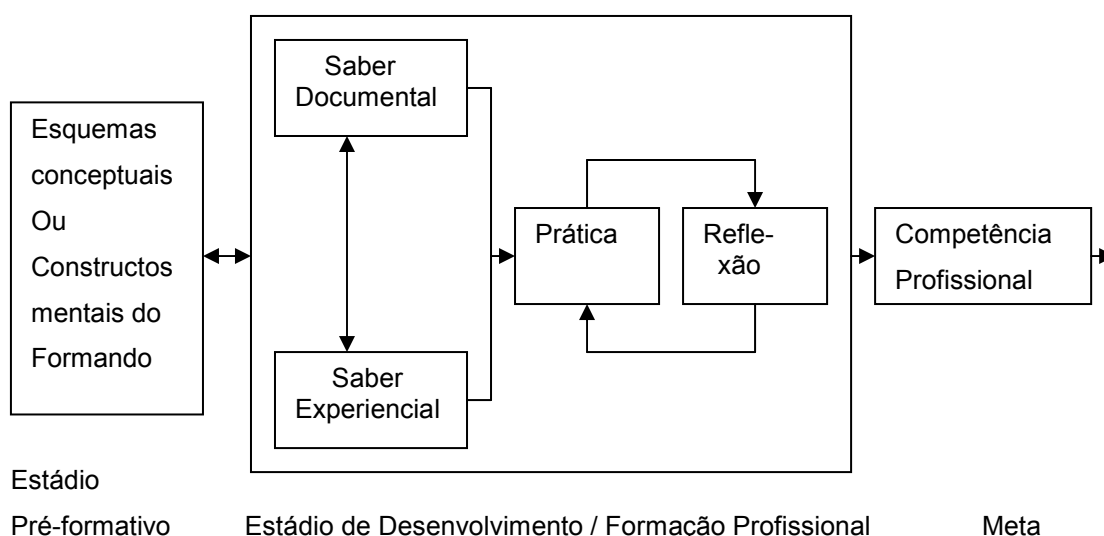 Saber
Documental
Esquemas
conceptuais
Ou
Constructos
mentais do
Formando
Prática
Refle-
xão
Competência
Profissional
Saber
Experiencial
Estádio
Pré-formativo
Estádio de Desenvolvimento / Formação Profissional
Meta